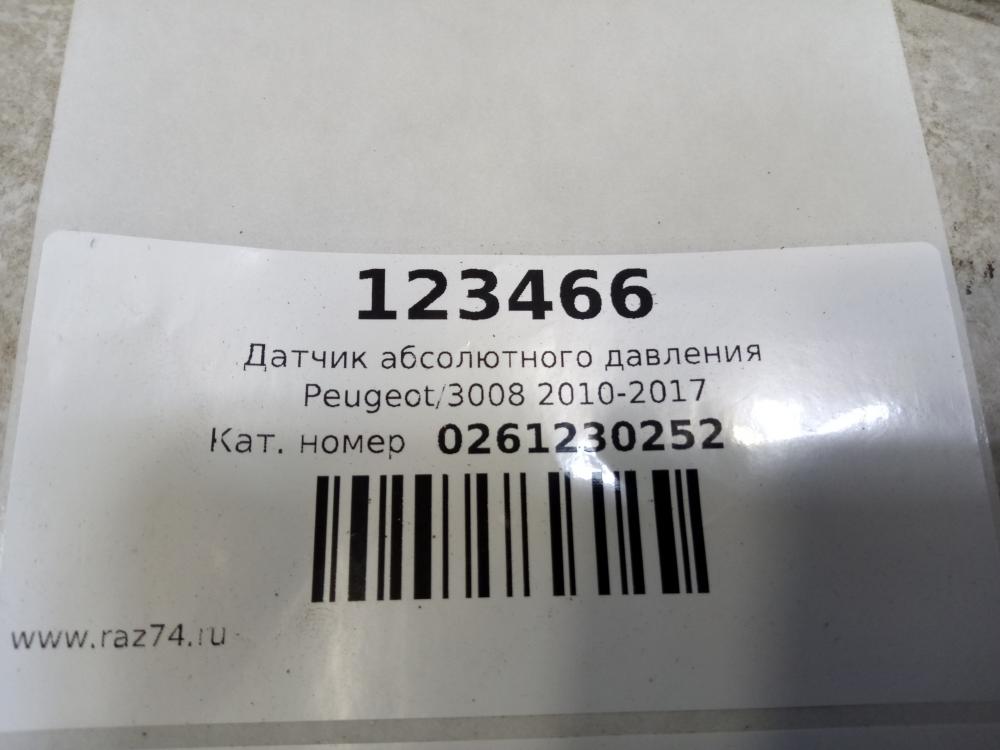 123466
Датчик абсолютного давления
Peugeot/3008 2010-2017
Кат. номер 0261230252
www.raz74.ru